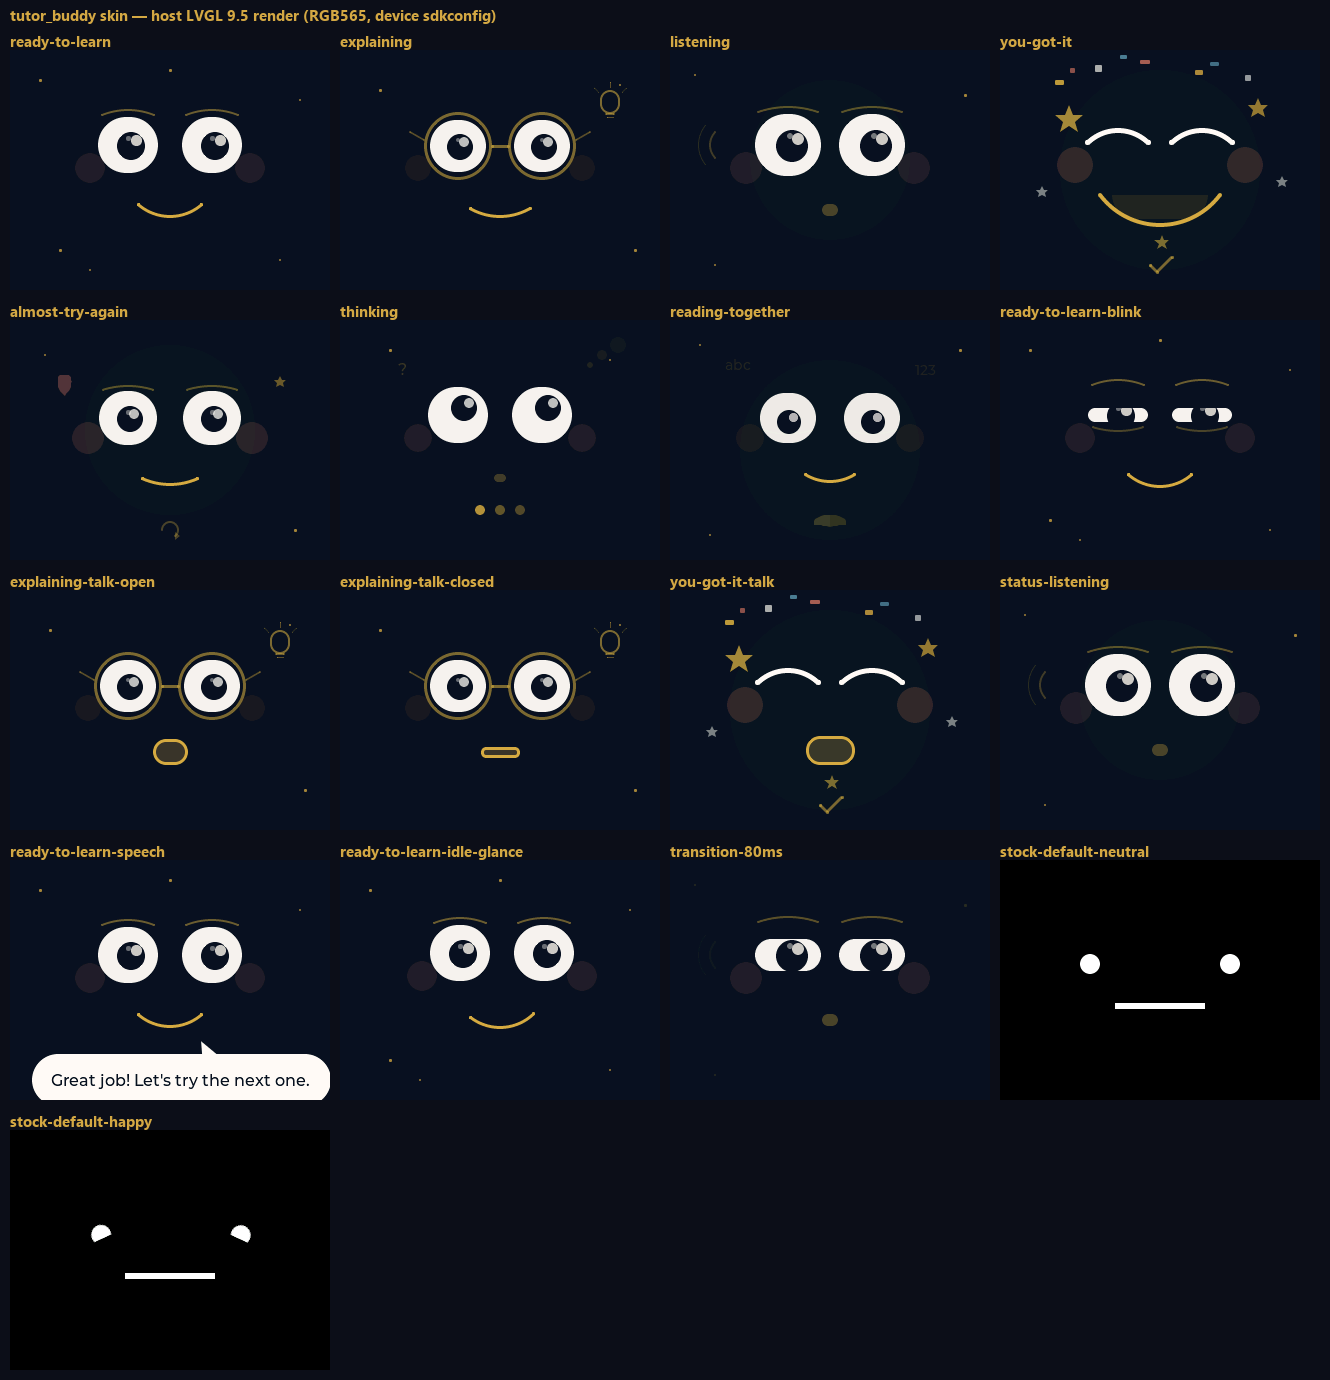 tutor_buddy skin — host LVGL 9.5 render (RGB565, device sdkconfig)
ready-to-learn
explaining
listening
you-got-it
almost-try-again
thinking
reading-together
ready-to-learn-blink
?
abc
123
explaining-talk-open
explaining-talk-closed
you-got-it-talk
status-listening
ready-to-learn-speech
ready-to-learn-idle-glance
transition-80ms
stock-default-neutral
Great job! Let's try the next one.
stock-default-happy